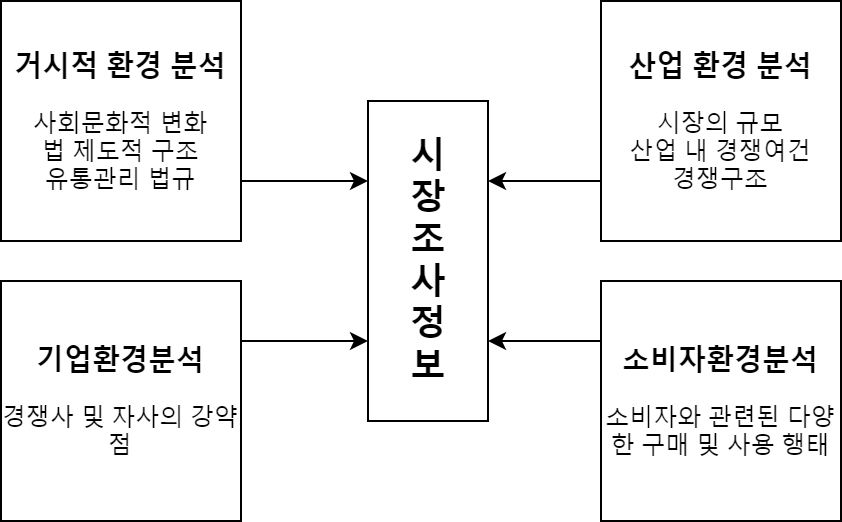 거시적 환경 분석
사회문화적 변화
법 제도적 구조
유통관리 법규
산업 환경 분석
시장의 규모
산업 내 경쟁여건
경쟁구조
시
장
조
사
정
보
기업환경분석
경쟁사 및 자사의 강약
점
소비자환경분석
소비자와 관련된 다양
한 구매 및 사용 행태